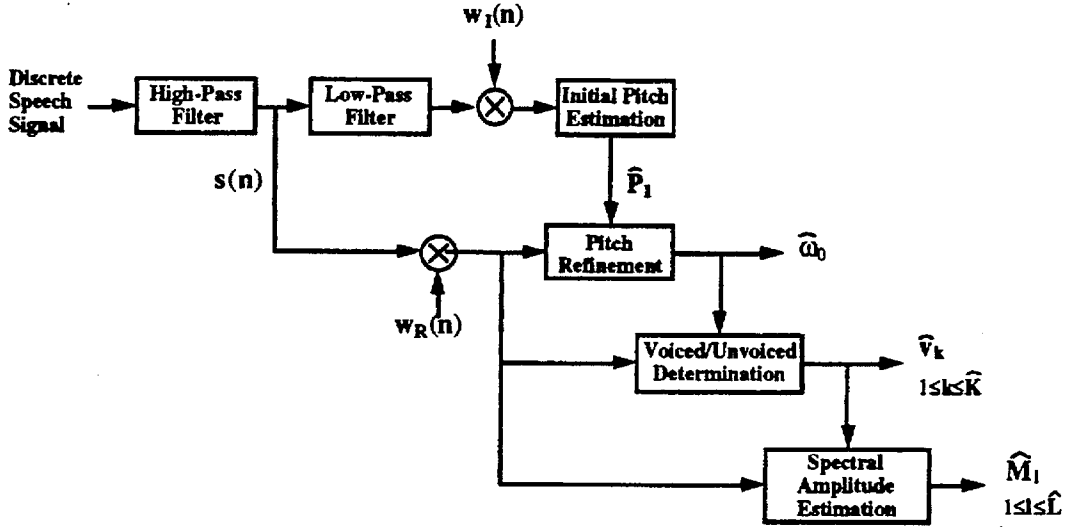 w_I(n)
Discrete
Speech
Signal
High-Pass
Filter
Low-Pass
Filter
Initial Pitch
Estimation
s(n)
P̂_I
Pitch
Refinement
ω̂_0
w_R(n)
Voiced/Unvoiced
Determination
v̂_k
1≤k≤K̂
Spectral
Amplitude
Estimation
M̂_l
1≤l≤L̂